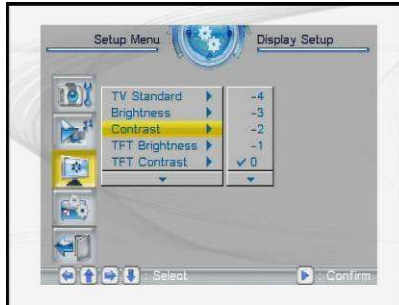 Setup Menu
Display Setup
TV Standard -4
Brightness -3
Contrast -2
TFT Brightness -1
TFT Contrast 0
: Select
: Confirm